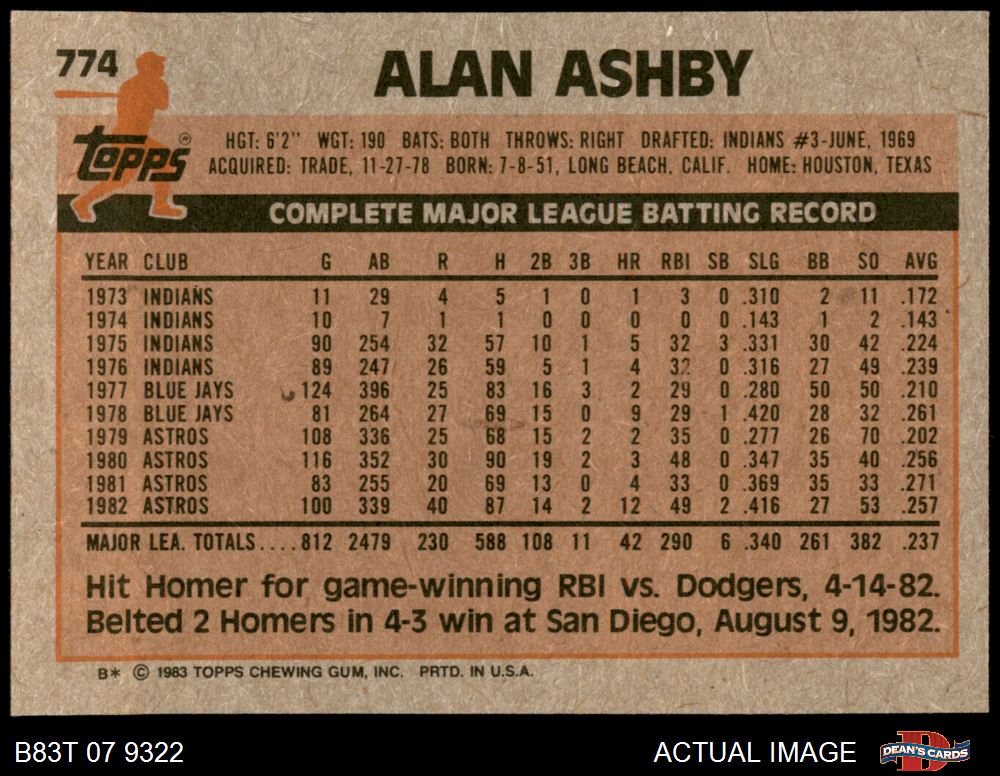 774
ALAN ASHBY
Topps®
HGT: 6'2" WGT: 190 BATS: BOTH THROWS: RIGHT DRAFTED: INDIANS #3-JUNE, 1969
ACQUIRED: TRADE, 11-27-78 BORN: 7-8-51, LONG BEACH, CALIF. HOME: HOUSTON, TEXAS
COMPLETE MAJOR LEAGUE BATTING RECORD
YEAR CLUB G AB R H 2B 3B HR RBI SB SLG BB SO AVG
1973 INDIANS 11 29 4 5 1 0 1 3 0 .310 2 11 .172
1974 INDIANS 10 7 1 1 0 0 0 0 0 .143 1 2 .143
1975 INDIANS 90 254 32 57 10 1 5 32 3 .331 30 42 .224
1976 INDIANS 89 247 26 59 5 1 4 32 0 .316 27 49 .239
1977 BLUE JAYS 124 396 25 83 16 3 2 29 0 .280 50 50 .210
1978 BLUE JAYS 81 264 27 69 15 0 9 29 1 .420 28 32 .261
1979 ASTROS 108 336 25 68 15 2 2 35 0 .277 26 70 .202
1980 ASTROS 116 352 30 90 19 2 3 48 0 .347 35 40 .256
1981 ASTROS 83 255 20 69 13 0 4 33 0 .369 35 33 .271
1982 ASTROS 100 339 40 87 14 2 12 49 2 .416 27 53 .257
MAJOR LEA. TOTALS....812 2479 230 588 108 11 42 290 6 .340 261 382 .237
Hit Homer for game-winning RBI vs. Dodgers, 4-14-82.
Belted 2 Homers in 4-3 win at San Diego, August 9, 1982.
B* © 1983 TOPPS CHEWING GUM, INC. PRTD. IN U.S.A.
B83T 07 9322
ACTUAL IMAGE
D
DEAN'S CARDS